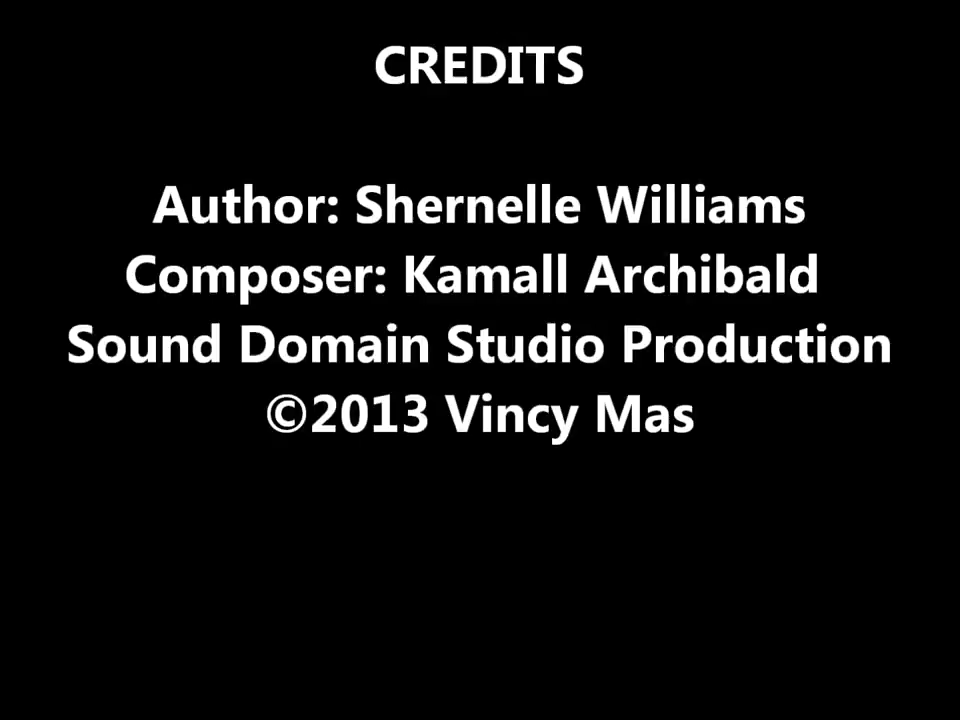 CREDITS
Author: Shernelle Williams
Composer: Kamall Archibald
Sound Domain Studio Production
©2013 Vincy Mas